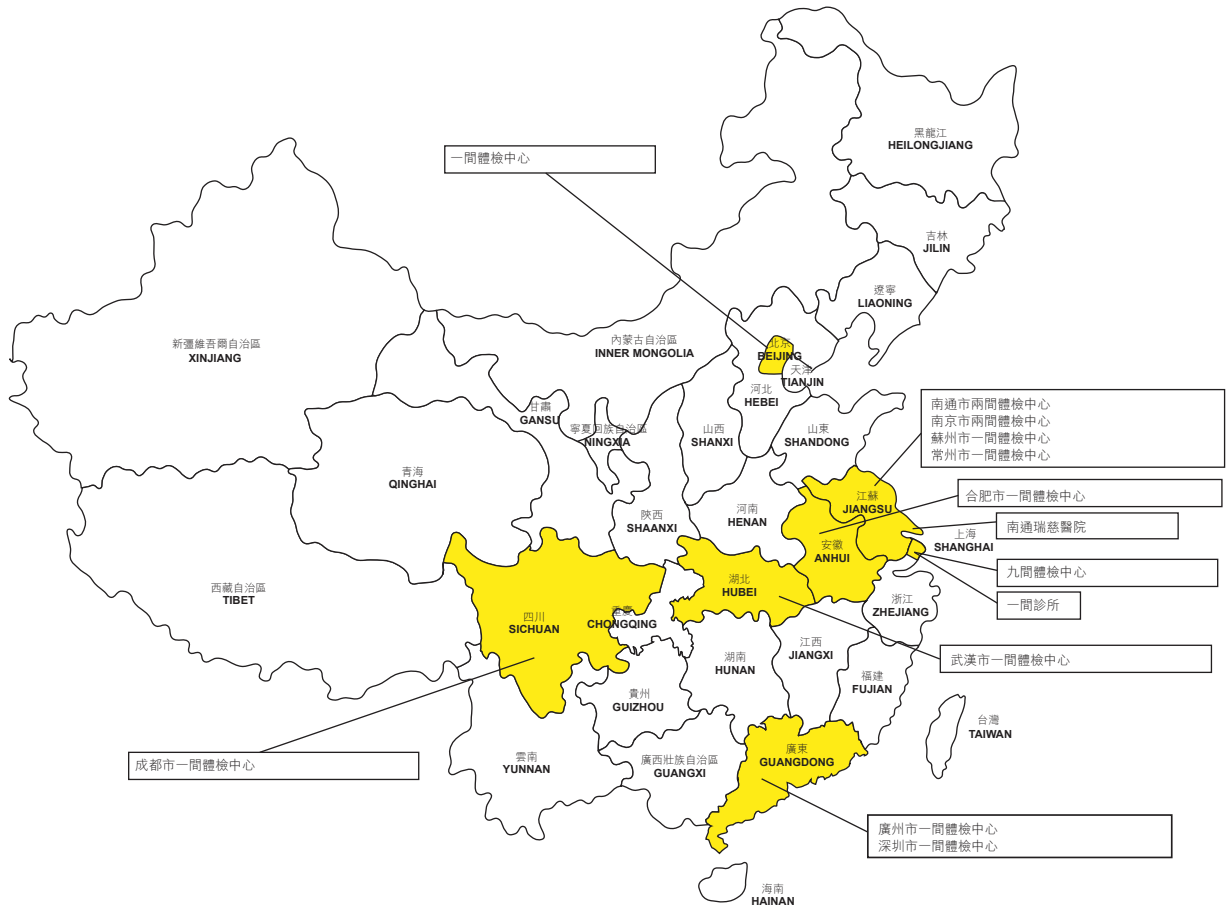 黑龍江
HEILONGJIANG
一間體檢中心
吉林
JILIN
遼寧
LIAONING
內蒙古自治區
INNER MONGOLIA
新疆維吾爾自治區
XINJIANG
北京
BEIJING
天津
TIANJIN
河北
HEBEI
甘肅
GANSU
寧夏回族自治區
NINGXIA
山西
SHANXI
山東
SHANDONG
南通市兩間體檢中心
南京市兩間體檢中心
蘇州市一間體檢中心
常州市一間體檢中心
青海
QINGHAI
陝西
SHAANXI
河南
HENAN
江蘇
JIANGSU
合肥市一間體檢中心
南通瑞慈醫院
上海
SHANGHAI
安徽
ANHUI
九間體檢中心
西藏自治區
TIBET
湖北
HUBEI
浙江
ZHEJIANG
一間診所
四川
SICHUAN
重慶
CHONGQING
湖南
HUNAN
江西
JIANGXI
武漢市一間體檢中心
福建
FUJIAN
貴州
GUIZHOU
台灣
TAIWAN
成都市一間體檢中心
雲南
YUNNAN
廣西壯族自治區
GUANGXI
廣東
GUANGDONG
廣州市一間體檢中心
深圳市一間體檢中心
海南
HAINAN